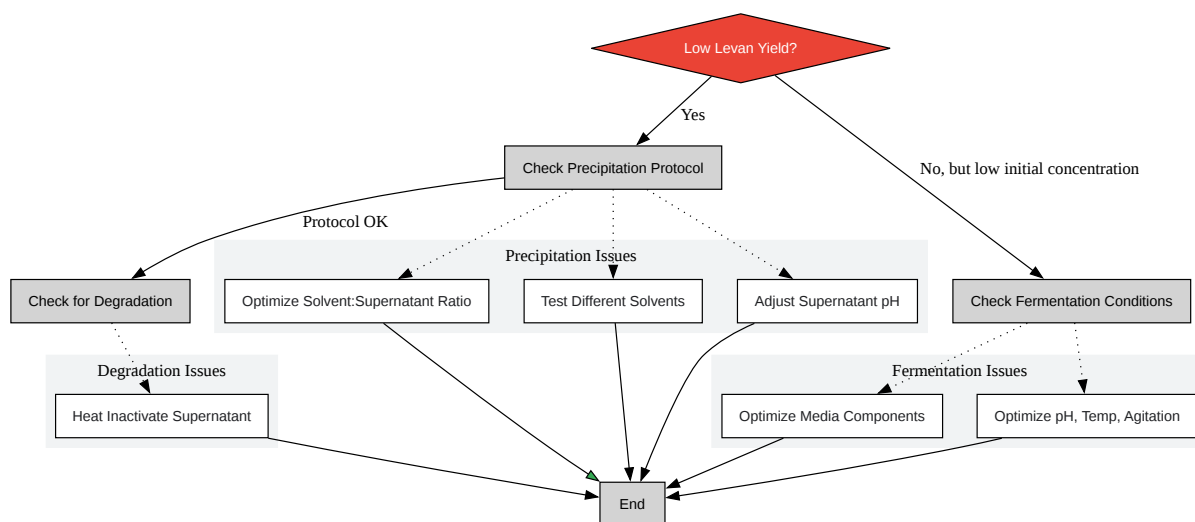 Low Levan Yield?
Yes
No, but low initial concentration
Check Precipitation Protocol
Protocol OK
Precipitation Issues
Check for Degradation
Optimize Solvent:Supernatant Ratio
Test Different Solvents
Adjust Supernatant pH
Check Fermentation Conditions
Degradation Issues
Fermentation Issues
Heat Inactivate Supernatant
Optimize Media Components
Optimize pH, Temp, Agitation
End